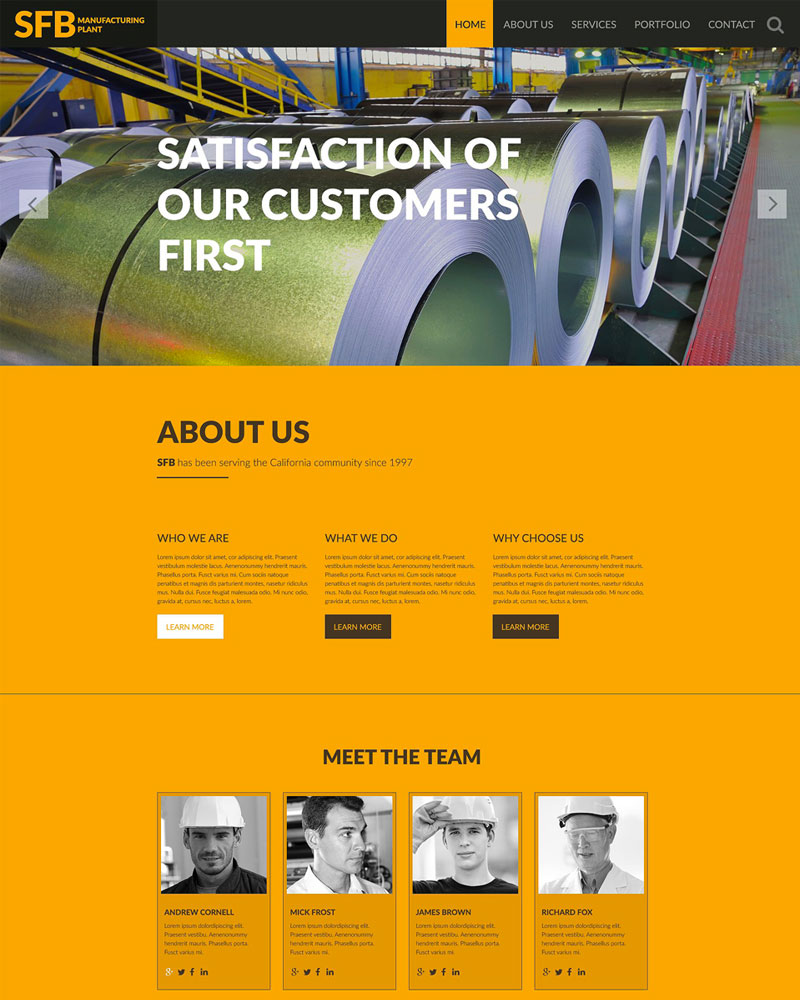 SFB MANUFACTURING
PLANT
HOME ABOUT US SERVICES PORTFOLIO CONTACT
SATISFACTION OF
OUR CUSTOMERS
FIRST
ABOUT US
SFB has been serving the California community since 1997
WHO WE ARE
Lorem ipsum dolor sit amet, cor adipiscing elit. Praesent
vestibulum molestie lacus. Aenenonummy hendrerit mauris.
Phasellus porta. Fusct varius mi. Cum sociis natoque
penatibus et magnis dis parturient montes, nasetur ridiculus
mus. Nulla dui. Fusce feugiat malesuada odio. Mi nunc odio,
gravida at, cursus nec, luctus a, lorem.
LEARN MORE
WHAT WE DO
Lorem ipsum dolor sit amet, cor adipiscing elit. Praesent
vestibulum molestie lacus. Aenenonummy hendrerit mauris.
Phasellus porta. Fusct varius mi. Cum sociis natoque
penatibus et magnis dis parturient montes, nasetur ridiculus
mus. Nulla dui. Fusce feugiat malesuada odio. Mi nunc odio,
gravida at, cursus nec, luctus a, lorem.
LEARN MORE
WHY CHOOSE US
Lorem ipsum dolor sit amet, cor adipiscing elit. Praesent
vestibulum molestie lacus. Aenenonummy hendrerit mauris.
Phasellus porta. Fusct varius mi. Cum sociis natoque
penatibus et magnis dis parturient montes, nasetur ridiculus
mus. Nulla dui. Fusce feugiat malesuada odio. Mi nunc odio,
gravida at, cursus nec, luctus a, lorem.
LEARN MORE
MEET THE TEAM
ANDREW CORNELL
Lorem ipsum dolordipiscing elit.
Praesent vestibu, Aenenonummy
hendrerit mauris. Phasellus porta.
Fusct varius mi.
MICK FROST
Lorem ipsum dolordipiscing elit.
Praesent vestibu, Aenenonummy
hendrerit mauris. Phasellus porta.
Fusct varius mi.
JAMES BROWN
Lorem ipsum dolordipiscing elit.
Praesent vestibu, Aenenonummy
hendrerit mauris. Phasellus porta.
Fusct varius mi.
RICHARD FOX
Lorem ipsum dolordipiscing elit.
Praesent vestibu, Aenenonummy
hendrerit mauris. Phasellus porta.
Fusct varius mi.